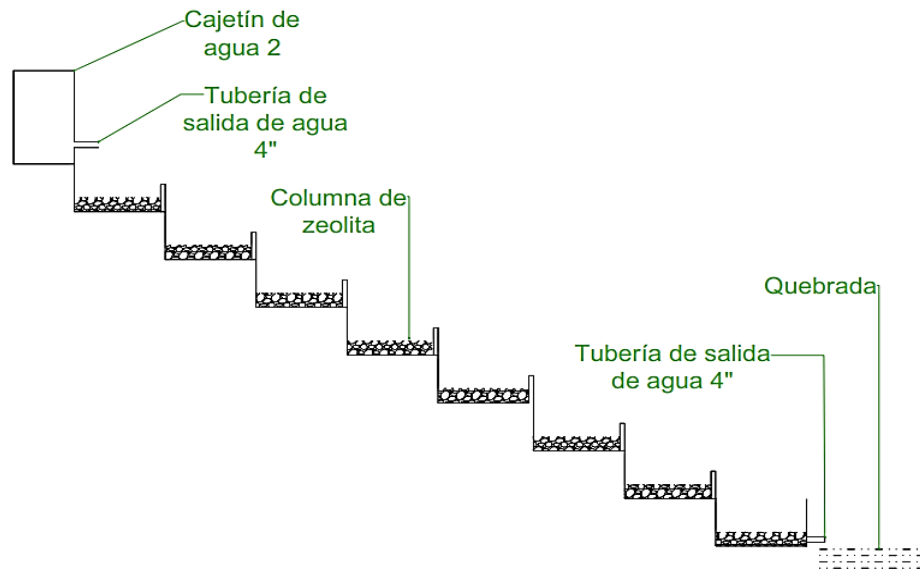 Cajetín de
agua 2
Tubería de
salida de agua
4"
Columna de
zeolita
Quebrada
Tubería de salida
de agua 4"